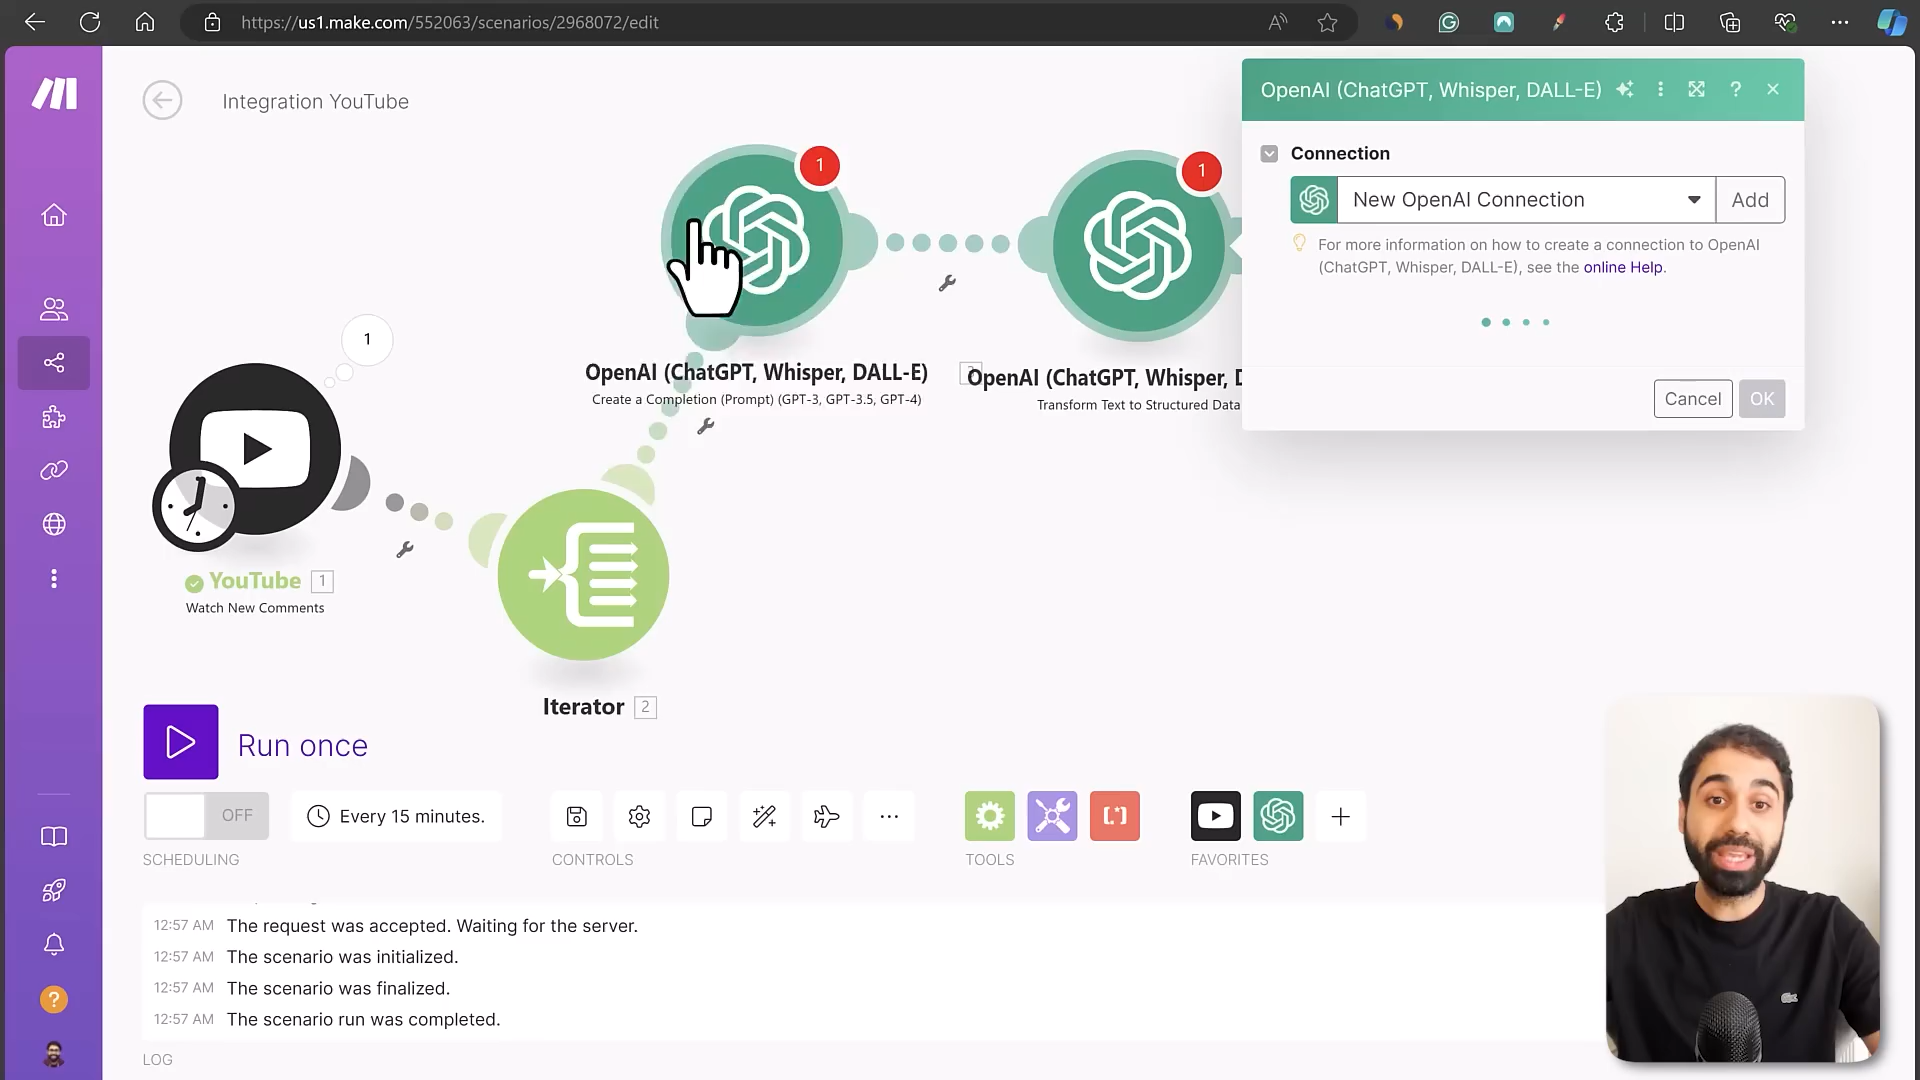 https://us1.make.com/552063/scenarios/2968072/edit
Integration YouTube
OpenAI (ChatGPT, Whisper, DALL-E)
?
Connection
New OpenAI Connection
Add
For more information on how to create a connection to OpenAI
(ChatGPT, Whisper, DALL-E), see the online Help.
Cancel
OK
1
1
1
OpenAI (ChatGPT, Whisper, DALL-E)
Create a Completion (Prompt) (GPT-3, GPT-3.5, GPT-4)
OpenAI (ChatGPT, Whisper, D
Transform Text to Structured Data
YouTube 1
Watch New Comments
Iterator 2
Run once
OFF
Every 15 minutes.
SCHEDULING
CONTROLS
TOOLS
FAVORITES
12:57 AM The request was accepted. Waiting for the server.
12:57 AM The scenario was initialized.
12:57 AM The scenario was finalized.
12:57 AM The scenario run was completed.
?
LOG